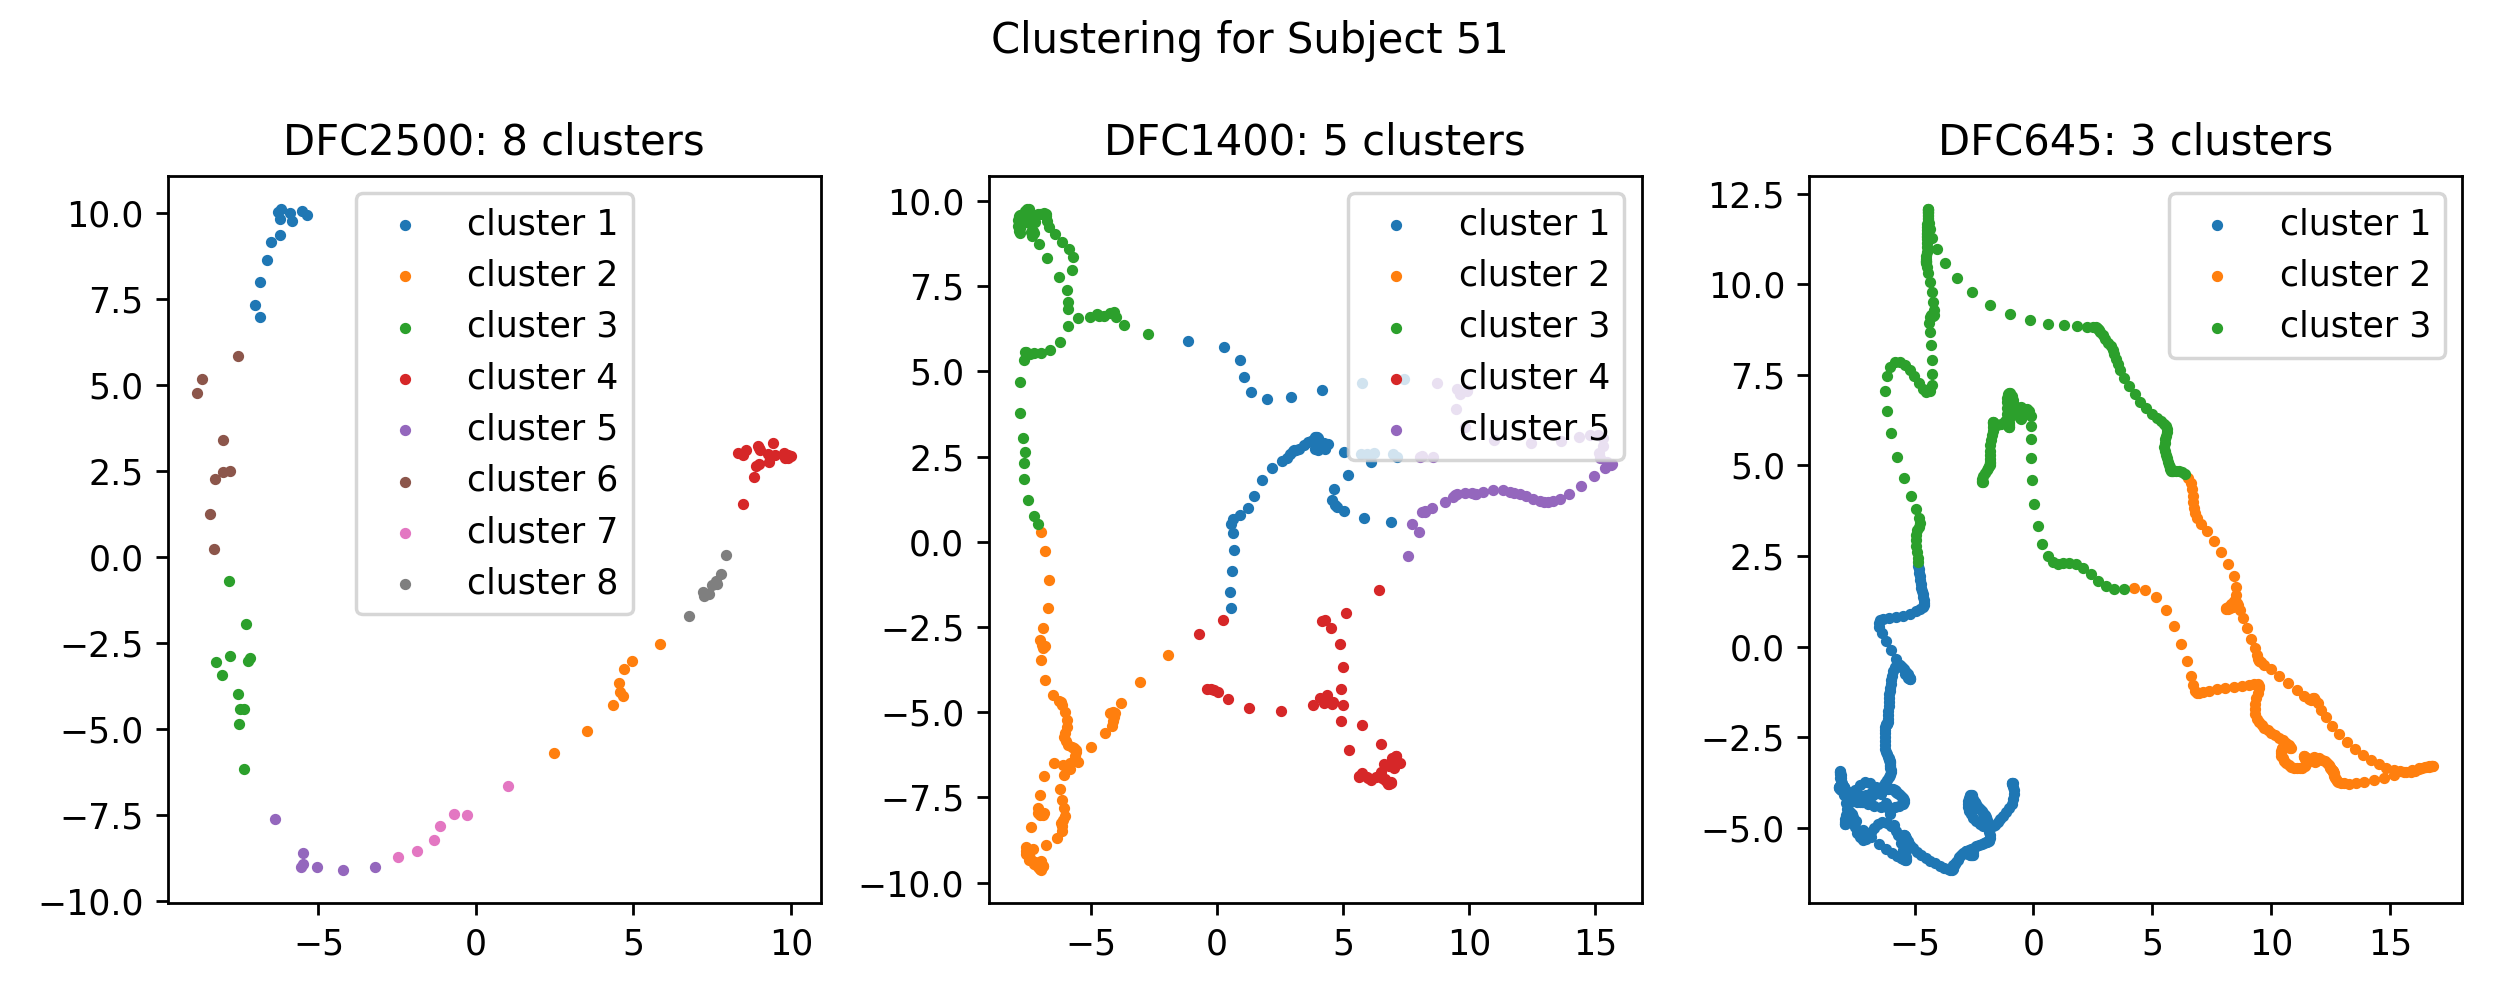 Clustering for Subject 51
DFC2500: 8 clusters
10.0
7.5
5.0
2.5
0.0
−2.5
−5.0
−7.5
−10.0
−5
0
5
10
cluster 1
cluster 2
cluster 3
cluster 4
cluster 5
cluster 6
cluster 7
cluster 8
DFC1400: 5 clusters
10.0
7.5
5.0
2.5
0.0
−2.5
−5.0
−7.5
−10.0
−5
0
5
10
15
cluster 1
cluster 2
cluster 3
cluster 4
cluster 5
DFC645: 3 clusters
12.5
10.0
7.5
5.0
2.5
0.0
−2.5
−5.0
−5
0
5
10
15
cluster 1
cluster 2
cluster 3